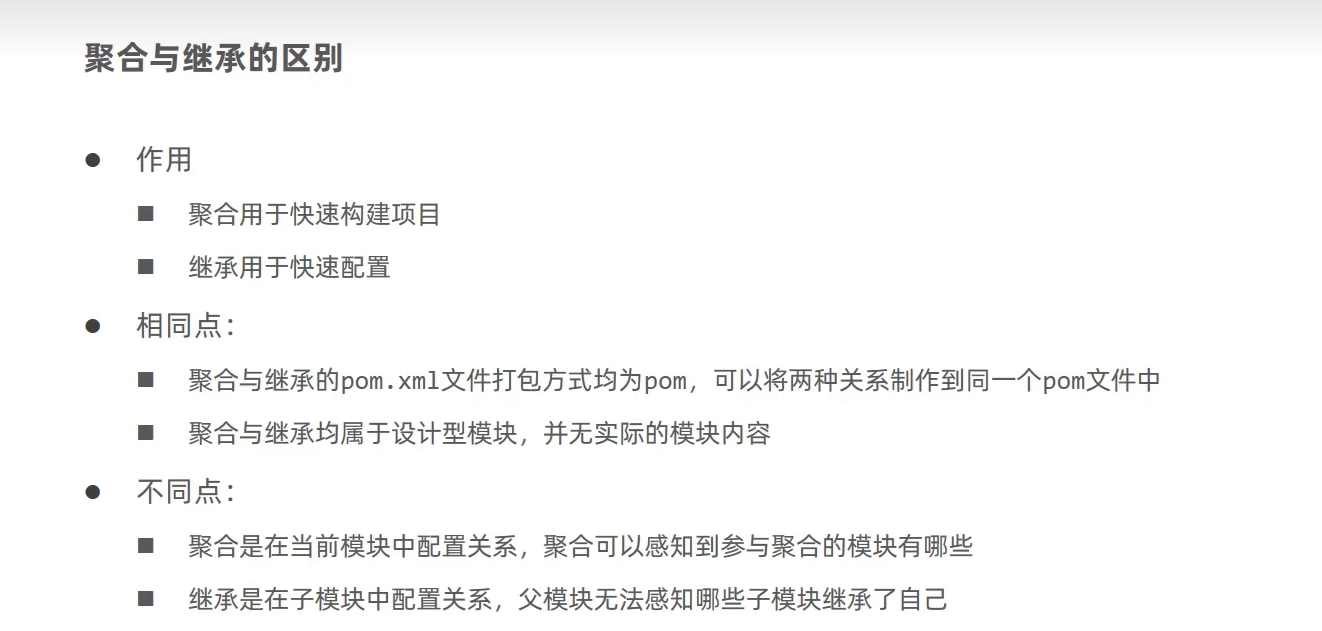 聚合与继承的区别
作用
聚合用于快速构建项目
继承用于快速配置
相同点：
聚合与继承的pom.xml文件打包方式均为pom，可以将两种关系制作到同一个pom文件中
聚合与继承均属于设计型模块，并无实际的模块内容
不同点：
聚合是在当前模块中配置关系，聚合可以感知到参与聚合的模块有哪些
继承是在子模块中配置关系，父模块无法感知哪些子模块继承了自己